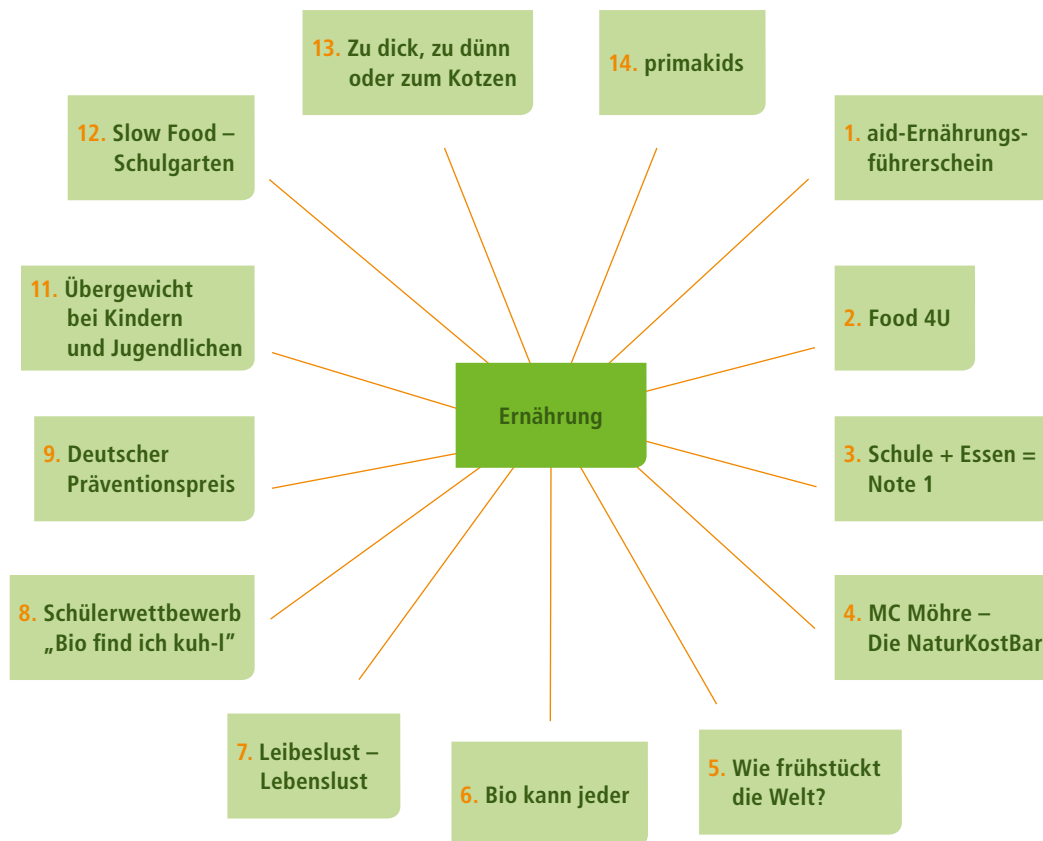 13. Zu dick, zu dünn
oder zum Kotzen
14. primakids
12. Slow Food –
Schulgarten
1. aid-Ernährungs-
führerschein
11. Übergewicht
bei Kindern
und Jugendlichen
2. Food 4U
Ernährung
9. Deutscher
Präventionspreis
3. Schule + Essen =
Note 1
8. Schülerwettbewerb
„Bio find ich kuh-l”
4. MC Möhre –
Die NaturKostBar
7. Leibeslust –
Lebenslust
6. Bio kann jeder
5. Wie frühstückt
die Welt?